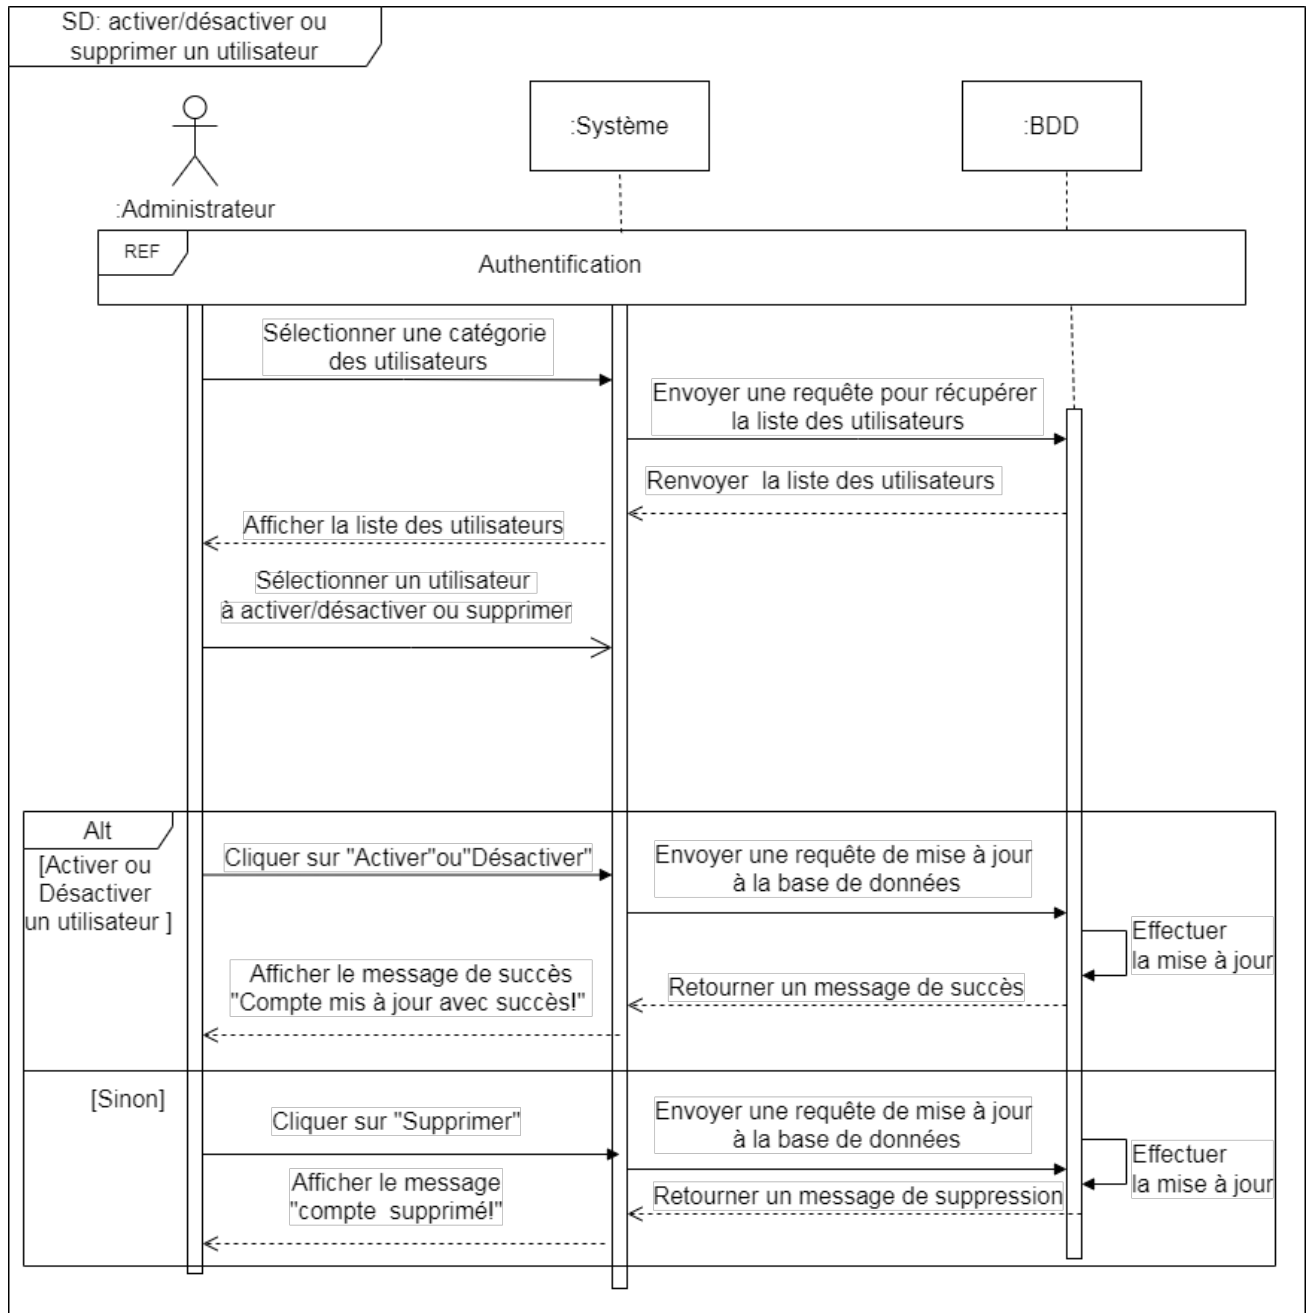 SD: activer/désactiver ou
supprimer un utilisateur
:Système
:BDD
:Administrateur
REF
Authentification
Sélectionner une catégorie
des utilisateurs
Envoyer une requête pour récupérer
la liste des utilisateurs
Renvoyer  la liste des utilisateurs
Afficher la liste des utilisateurs
Sélectionner un utilisateur
à activer/désactiver ou supprimer
Alt
[Activer ou
Désactiver
un utilisateur ]
Cliquer sur "Activer"ou"Désactiver"
Envoyer une requête de mise à jour
à la base de données
Effectuer
la mise à jour
Afficher le message de succès
"Compte mis à jour avec succès!"
Retourner un message de succès
[Sinon]
Cliquer sur "Supprimer"
Envoyer une requête de mise à jour
à la base de données
Effectuer
la mise à jour
Afficher le message
"compte  supprimé!"
Retourner un message de suppression